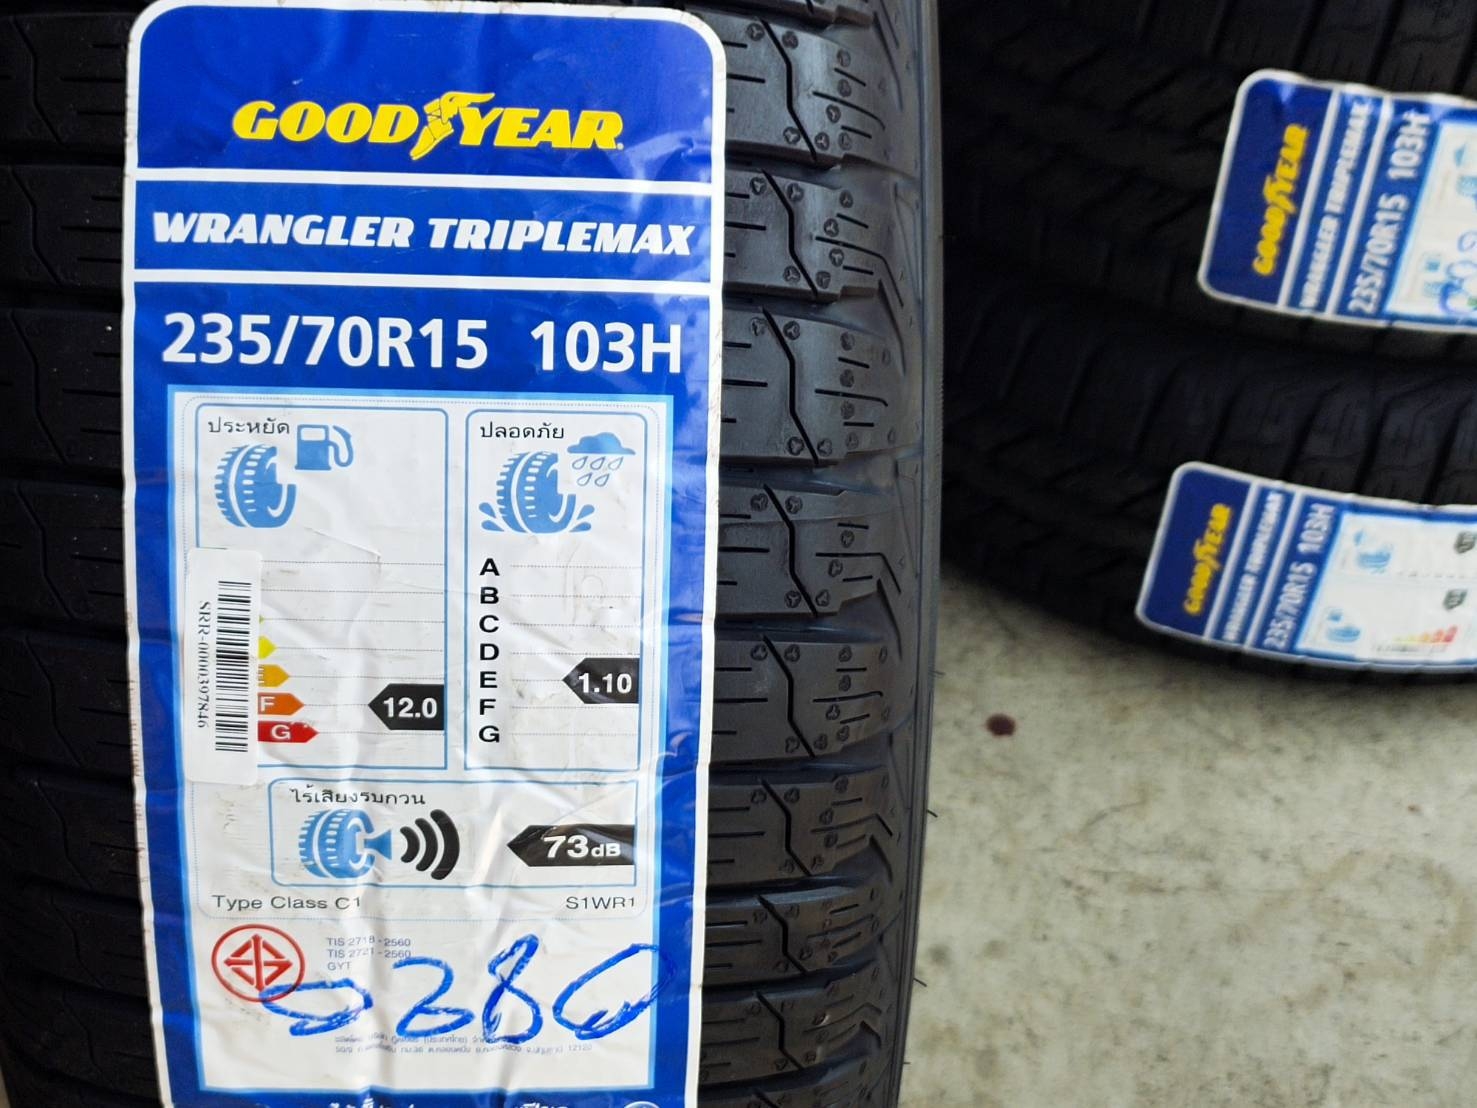 GOODYEAR
WRANGLER TRIPLEMAX
235/70R15 103H
ประหยัด
ปลอดภัย
A
B
C
D
E
F
G
E
F
G
12.0
1.10
SRR-0000397846
ไร้เสียงรบกวน
73dB
Type Class C1 S1WR1
TIS 2718-2560
TIS 2721-2560
GYT
GOODYEAR
WRANGLER TRIPLEMAX
235/70R15 103H
GOODYEAR
WRANGLER TRIPLEMAX
235/70R15 103H